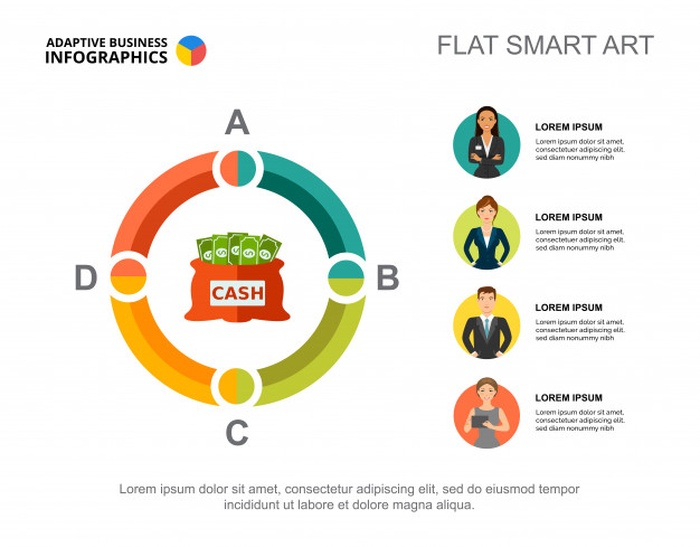 ADAPTIVE BUSINESS
INFOGRAPHICS
FLAT SMART ART
A
B
C
D
CASH
LOREM IPSUM
Lorem ipsum dolor sit amet,
consectetuer adipiscing elit,
sed diam nonummy nibh
LOREM IPSUM
Lorem ipsum dolor sit amet,
consectetuer adipiscing elit,
sed diam nonummy nibh
LOREM IPSUM
Lorem ipsum dolor sit amet,
consectetuer adipiscing elit.
sed diam nonummy nibh
LOREM IPSUM
Lorem ipsum dolor sit amet,
consectetuer adipiscing elit.
sed diam nonummy nibh
Lorem ipsum dolor sit amet, consectetur adipiscing elit, sed do eiusmod tempor
incididunt ut labore et dolore magna aliqua.